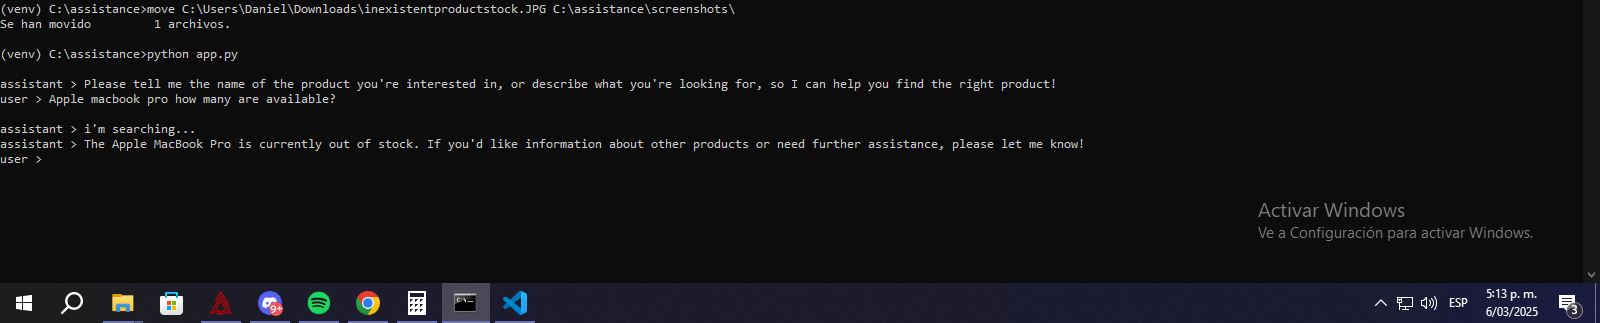 (venv) C:\assistance>move C:\Users\Daniel\Downloads\inexistentproductstock.JPG C:\assistance\screenshots\
Se han movido         1 archivos.
(venv) C:\assistance>python app.py
assistant > Please tell me the name of the product you're interested in, or describe what you're looking for, so I can help you find the right product!
user > Apple macbook pro how many are available?
assistant > i'm searching...
assistant > The Apple MacBook Pro is currently out of stock. If you'd like information about other products or need further assistance, please let me know!
user >
Activar Windows
Ve a Configuración para activar Windows.
9+
C:\_
ESP
5:13 p. m.
6/03/2025
3